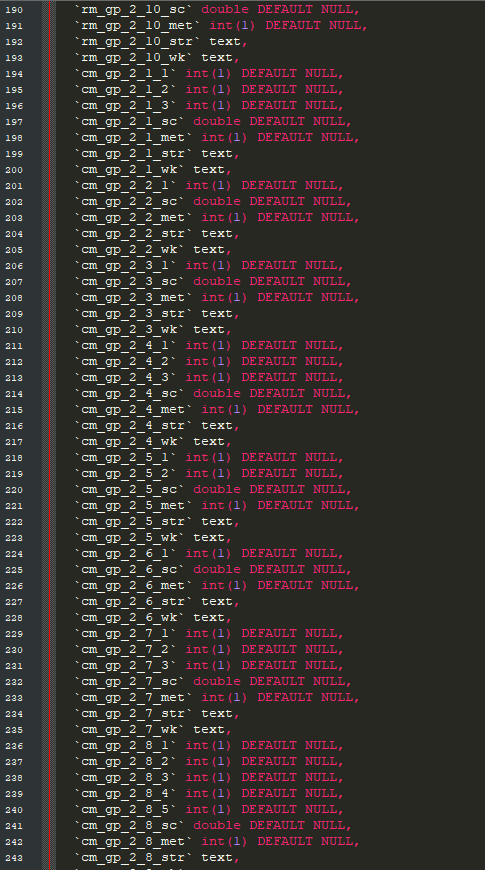 190 `rm_gp_2_10_sc` double DEFAULT NULL,
191 `rm_gp_2_10_met` int(1) DEFAULT NULL,
192 `rm_gp_2_10_str` text,
193 `rm_gp_2_10_wk` text,
194 `cm_gp_2_1_1` int(1) DEFAULT NULL,
195 `cm_gp_2_1_2` int(1) DEFAULT NULL,
196 `cm_gp_2_1_3` int(1) DEFAULT NULL,
197 `cm_gp_2_1_sc` double DEFAULT NULL,
198 `cm_gp_2_1_met` int(1) DEFAULT NULL,
199 `cm_gp_2_1_str` text,
200 `cm_gp_2_1_wk` text,
201 `cm_gp_2_2_1` int(1) DEFAULT NULL,
202 `cm_gp_2_2_sc` double DEFAULT NULL,
203 `cm_gp_2_2_met` int(1) DEFAULT NULL,
204 `cm_gp_2_2_str` text,
205 `cm_gp_2_2_wk` text,
206 `cm_gp_2_3_1` int(1) DEFAULT NULL,
207 `cm_gp_2_3_sc` double DEFAULT NULL,
208 `cm_gp_2_3_met` int(1) DEFAULT NULL,
209 `cm_gp_2_3_str` text,
210 `cm_gp_2_3_wk` text,
211 `cm_gp_2_4_1` int(1) DEFAULT NULL,
212 `cm_gp_2_4_2` int(1) DEFAULT NULL,
213 `cm_gp_2_4_3` int(1) DEFAULT NULL,
214 `cm_gp_2_4_sc` double DEFAULT NULL,
215 `cm_gp_2_4_met` int(1) DEFAULT NULL,
216 `cm_gp_2_4_str` text,
217 `cm_gp_2_4_wk` text,
218 `cm_gp_2_5_1` int(1) DEFAULT NULL,
219 `cm_gp_2_5_2` int(1) DEFAULT NULL,
220 `cm_gp_2_5_sc` double DEFAULT NULL,
221 `cm_gp_2_5_met` int(1) DEFAULT NULL,
222 `cm_gp_2_5_str` text,
223 `cm_gp_2_5_wk` text,
224 `cm_gp_2_6_1` int(1) DEFAULT NULL,
225 `cm_gp_2_6_sc` double DEFAULT NULL,
226 `cm_gp_2_6_met` int(1) DEFAULT NULL,
227 `cm_gp_2_6_str` text,
228 `cm_gp_2_6_wk` text,
229 `cm_gp_2_7_1` int(1) DEFAULT NULL,
230 `cm_gp_2_7_2` int(1) DEFAULT NULL,
231 `cm_gp_2_7_3` int(1) DEFAULT NULL,
232 `cm_gp_2_7_sc` double DEFAULT NULL,
233 `cm_gp_2_7_met` int(1) DEFAULT NULL,
234 `cm_gp_2_7_str` text,
235 `cm_gp_2_7_wk` text,
236 `cm_gp_2_8_1` int(1) DEFAULT NULL,
237 `cm_gp_2_8_2` int(1) DEFAULT NULL,
238 `cm_gp_2_8_3` int(1) DEFAULT NULL,
239 `cm_gp_2_8_4` int(1) DEFAULT NULL,
240 `cm_gp_2_8_5` int(1) DEFAULT NULL,
241 `cm_gp_2_8_sc` double DEFAULT NULL,
242 `cm_gp_2_8_met` int(1) DEFAULT NULL,
243 `cm_gp_2_8_str` text,